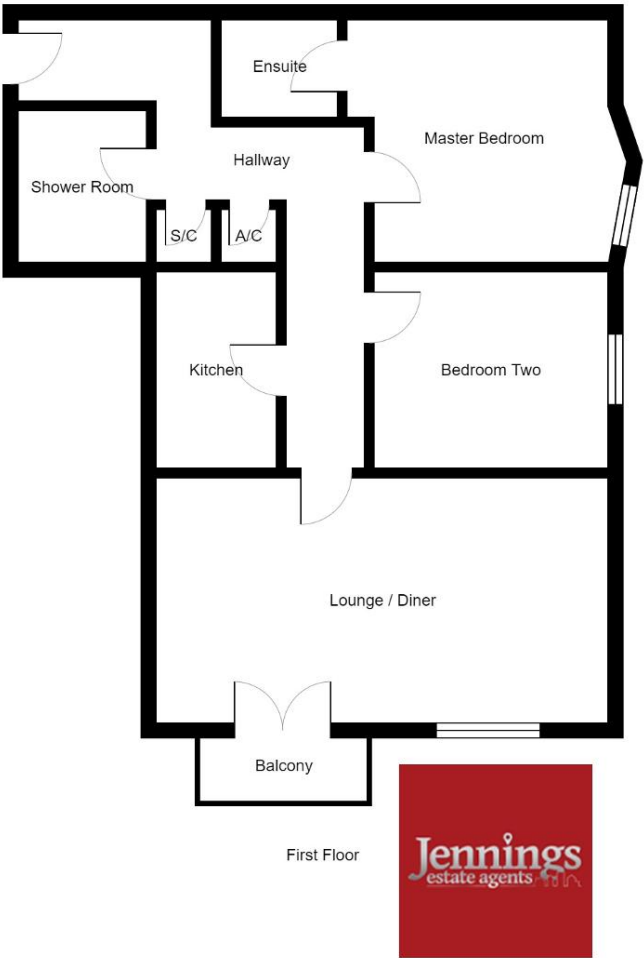 Ensuite
Master Bedroom
Hallway
Shower Room
S/C
A/C
Kitchen
Bedroom Two
Lounge / Diner
Balcony
First Floor
Jennings
estate agents